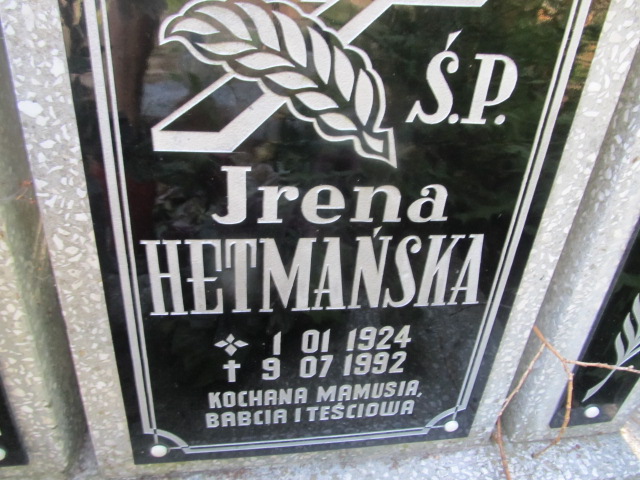 Ś.P.
Jrena
HETMAŃSKA
1 01 1924
† 9 07 1992
KOCHANA MAMUSIA,
BABCIA I TEŚCIOWA